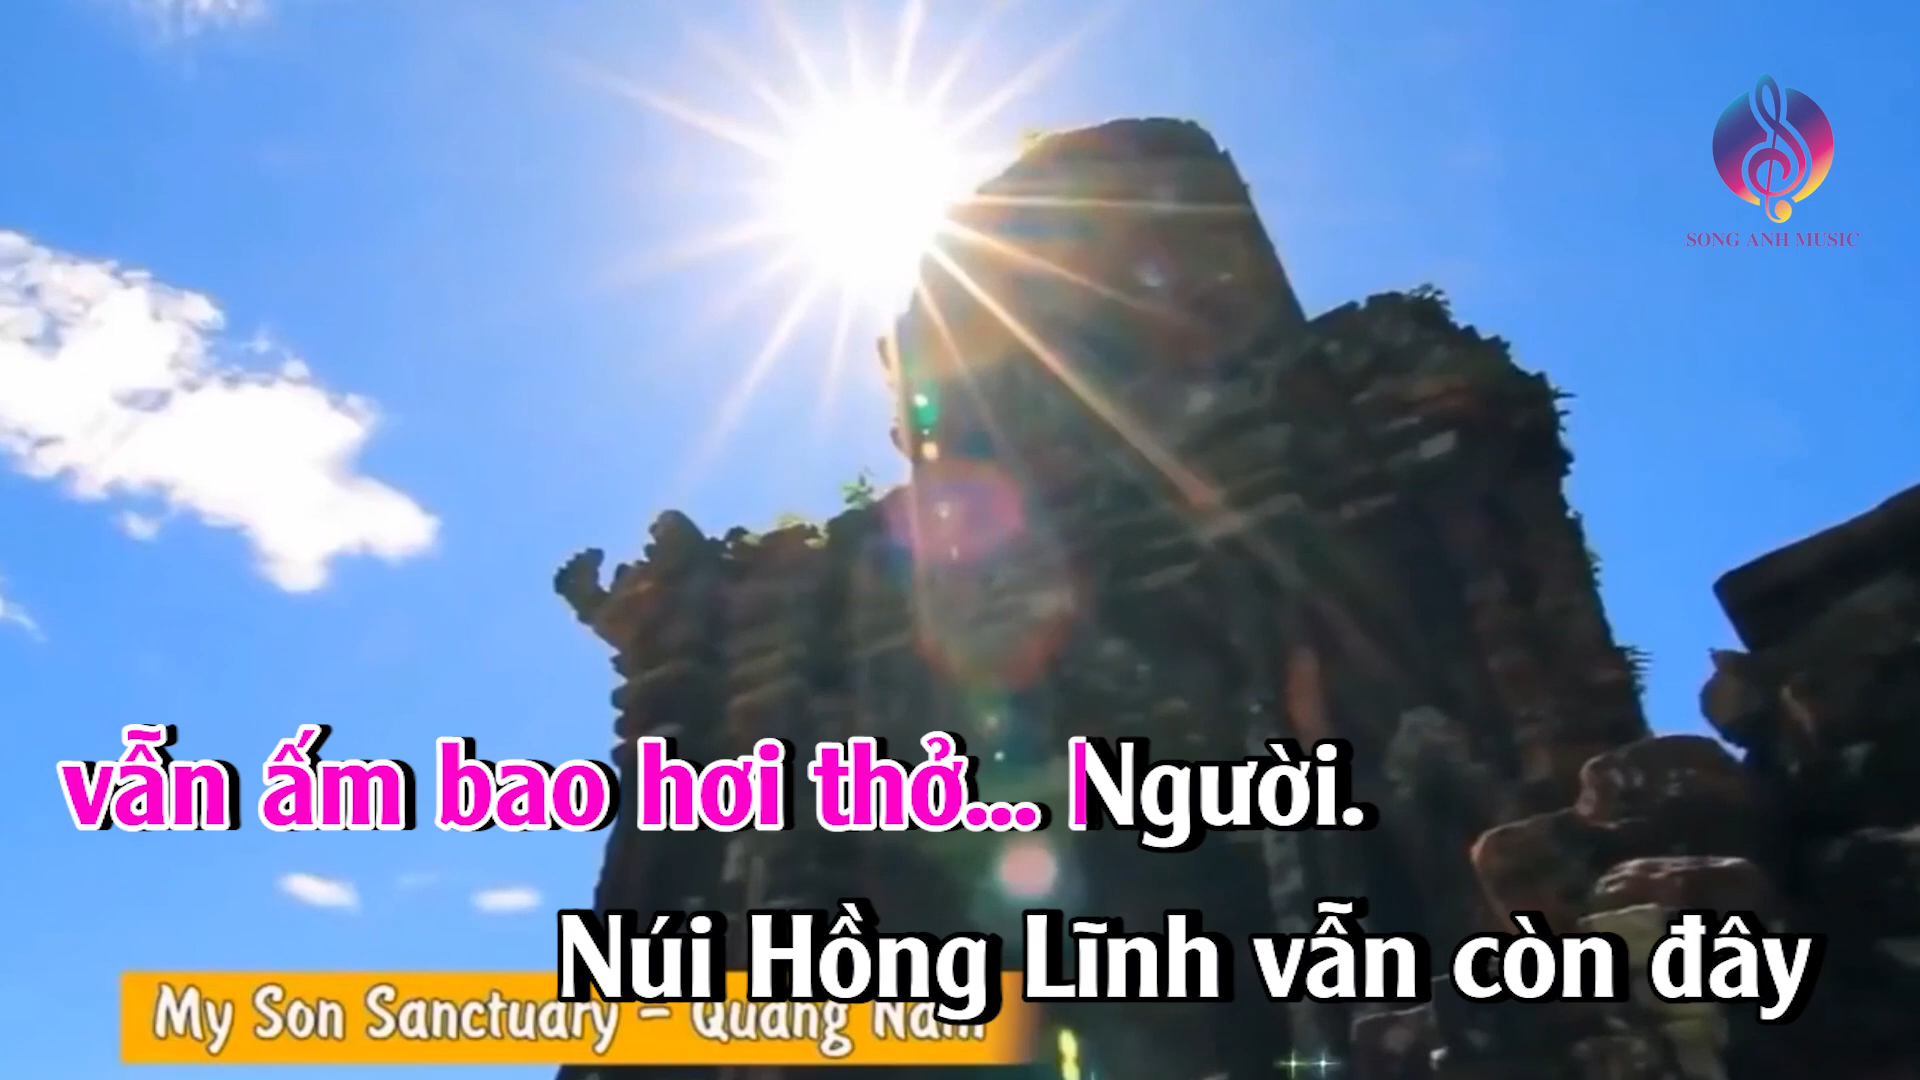 SONG ANH MUSIC
vẫn ấm bao hơi thở... Người.
Núi Hồng Lĩnh vẫn còn đây
My Son Sanctuary - Quang Nam